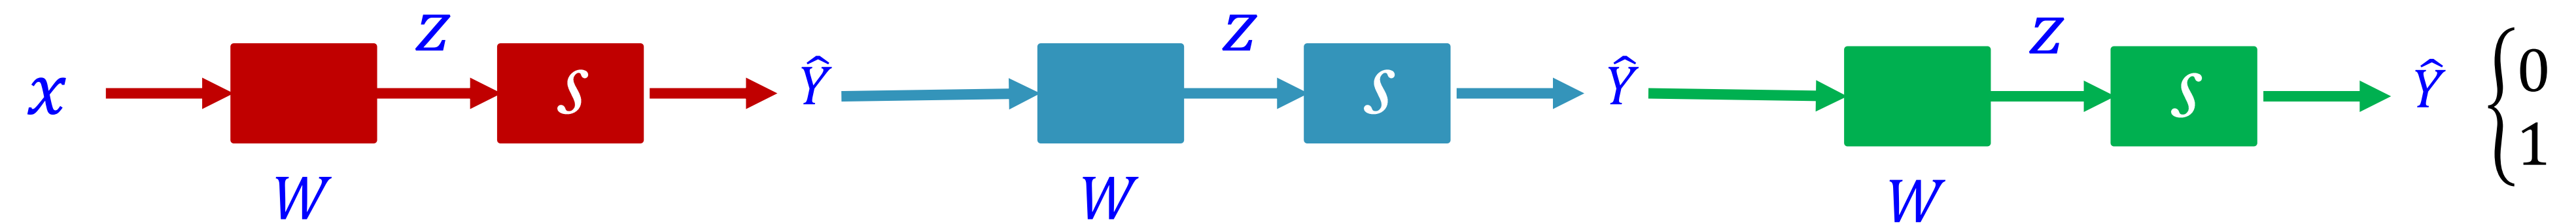 x Z 𝒮 Ŷ Z 𝒮 Ŷ Z 𝒮 Ŷ { 0
1
W W W